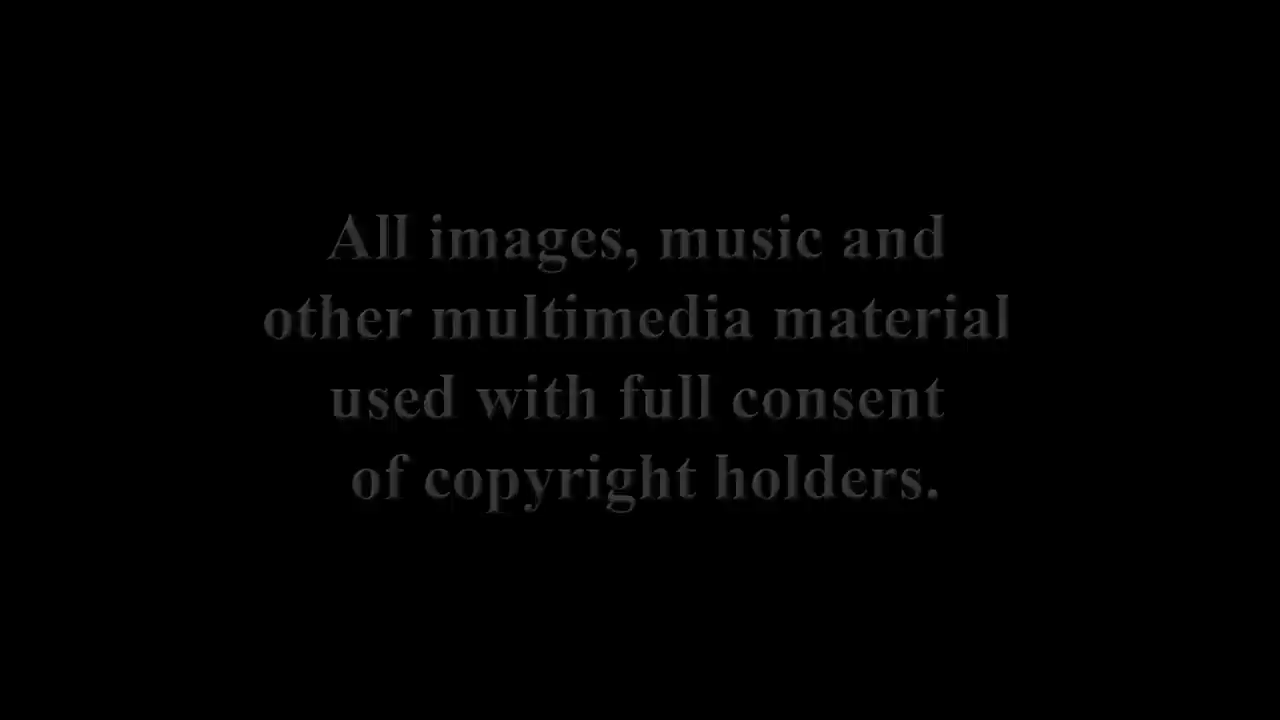 All images, music and
other multimedia material
used with full consent
of copyright holders.